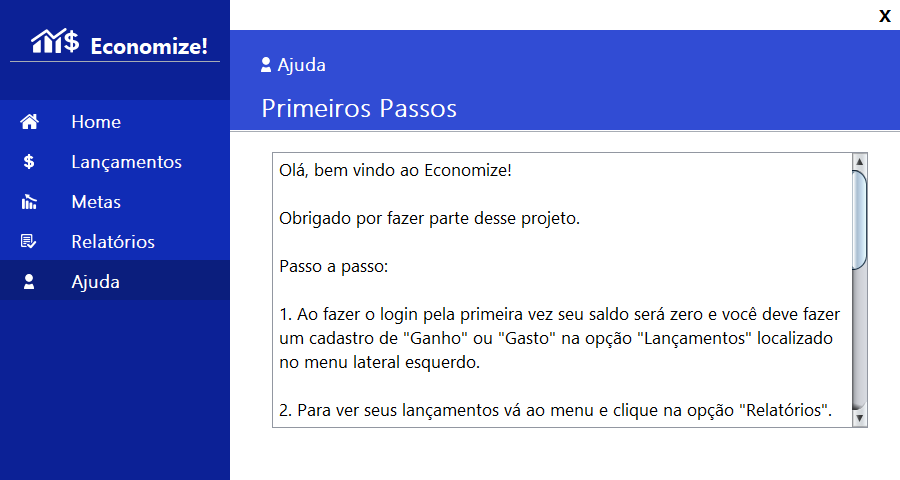 X
Economize!
Home
Lançamentos
Metas
Relatórios
Ajuda
Ajuda
Primeiros Passos
Olá, bem vindo ao Economize!
Obrigado por fazer parte desse projeto.
Passo a passo:
1. Ao fazer o login pela primeira vez seu saldo será zero e você deve fazer
um cadastro de "Ganho" ou "Gasto" na opção "Lançamentos" localizado
no menu lateral esquerdo.
2. Para ver seus lançamentos vá ao menu e clique na opção "Relatórios".